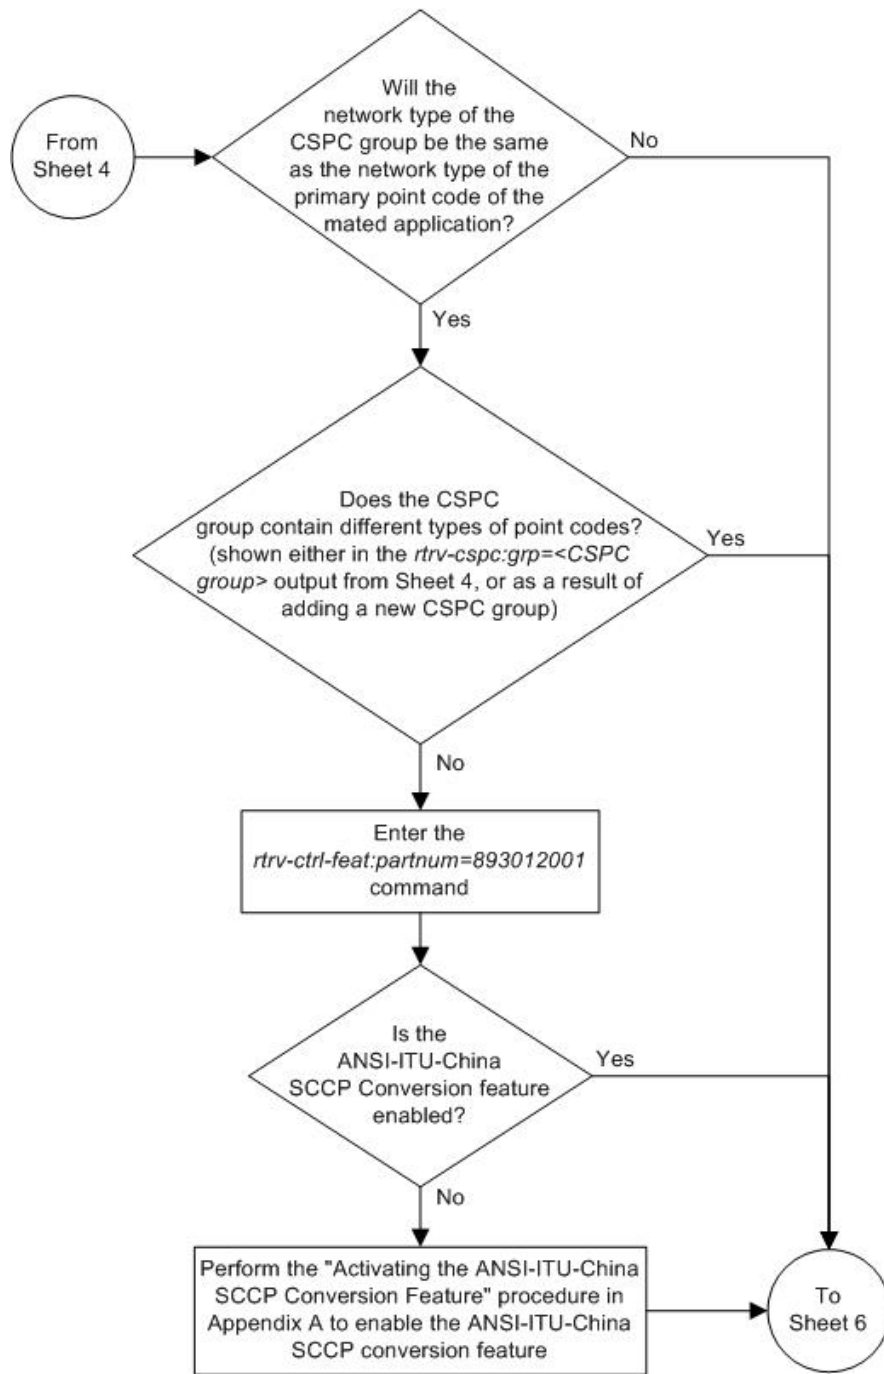 From
Sheet 4
Will the
network type of the
CSPC group be the same
as the network type of the
primary point code of the
mated application?
No
Yes
Does the CSPC
group contain different types of point codes?
(shown either in the rtrv-cspc:grp=<CSPC
group> output from Sheet 4, or as a result of
adding a new CSPC group)
Yes
No
Enter the
rtrv-ctrl-feat:partnum=893012001
command
Is the
ANSI-ITU-China
SCCP Conversion feature
enabled?
Yes
No
Perform the "Activating the ANSI-ITU-China
SCCP Conversion Feature" procedure in
Appendix A to enable the ANSI-ITU-China
SCCP conversion feature
To
Sheet 6